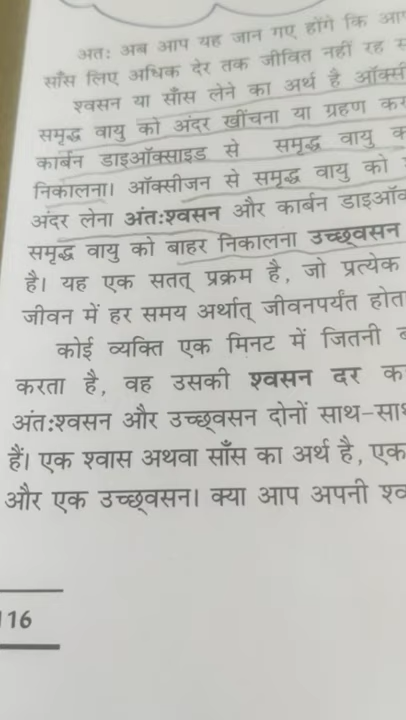 अतः अब आप यह जान गए होंगे कि आप
साँस लिए अधिक देर तक जीवित नहीं रह
श्वसन या साँस लेने का अर्थ है ऑक्सी
समृद्ध वायु को अंदर खींचना या ग्रहण कर
कार्बन डाइऑक्साइड से समृद्ध वायु
निकालना। ऑक्सीजन से समृद्ध वायु को
अंदर लेना अंतःश्वसन और कार्बन डाइऑक
समृद्ध वायु को बाहर निकालना उच्छ्वसन
है। यह एक सतत् प्रक्रम है, जो प्रत्येक
जीवन में हर समय अर्थात् जीवनपर्यंत होता
कोई व्यक्ति एक मिनट में जितनी
करता है, वह उसकी श्वसन दर
अंतःश्वसन और उच्छ्वसन दोनों साथ-साथ
हैं। एक श्वास अथवा साँस का अर्थ है, एक
और एक उच्छ्वसन। क्या आप अपनी श्व
116